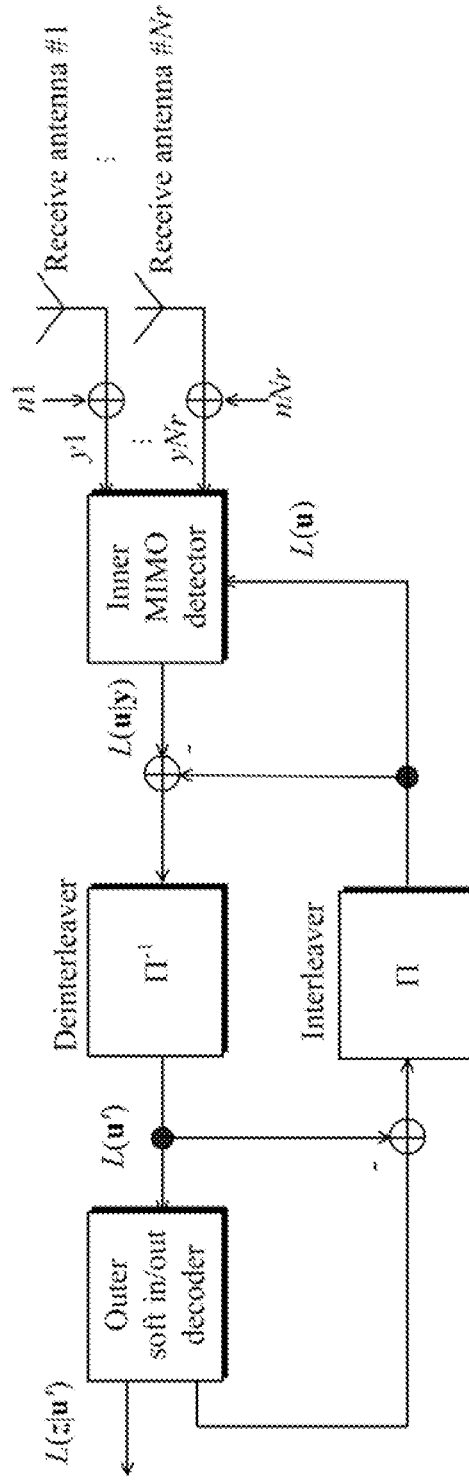 Receive antenna #1
⋮
Receive antenna #Nr
n1
y1
⋮
yNr
nNr
Inner
MIMO
detector
L(u)
L(u|y)
-
Deinterleaver
Π⁻¹
Interleaver
Π
L(u')
-
Outer
soft in/out
decoder
L(z|u')